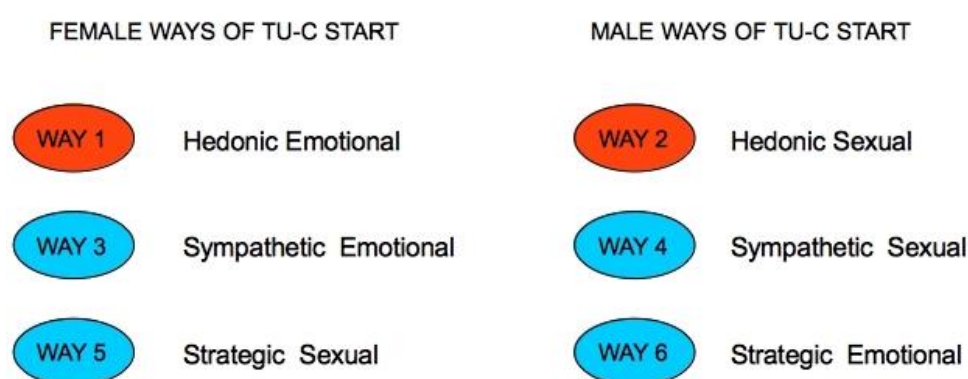 FEMALE WAYS OF TU-C START
MALE WAYS OF TU-C START
WAY 1 Hedonic Emotional
WAY 2 Hedonic Sexual
WAY 3 Sympathetic Emotional
WAY 4 Sympathetic Sexual
WAY 5 Strategic Sexual
WAY 6 Strategic Emotional